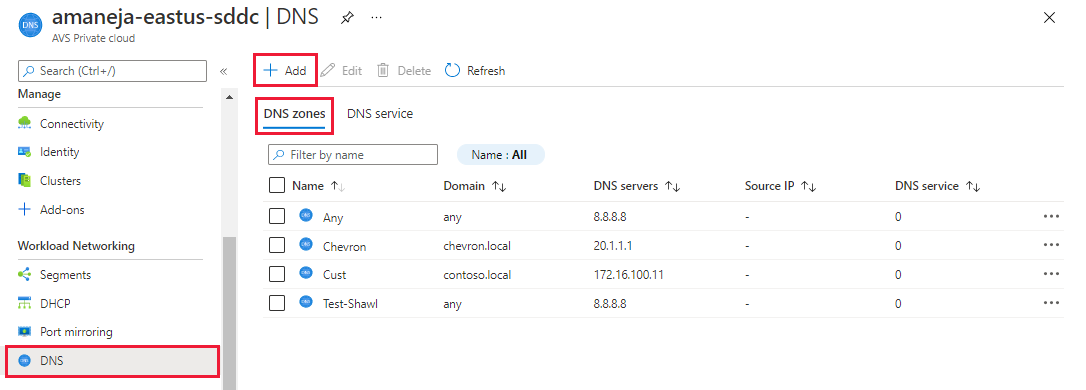 amaneja-eastus-sddc | DNS
AVS Private cloud
Search (Ctrl+/)
Manage
Connectivity
Identity
Clusters
Add-ons
Workload Networking
Segments
DHCP
Port mirroring
DNS
Add Edit Delete Refresh
DNS zones DNS service
Filter by name Name : All
Name Domain DNS servers Source IP DNS service
Any any 8.8.8.8 - 0
Chevron chevron.local 20.1.1.1 - 0
Cust contoso.local 172.16.100.11 - 0
Test-Shawl any 8.8.8.8 - 0